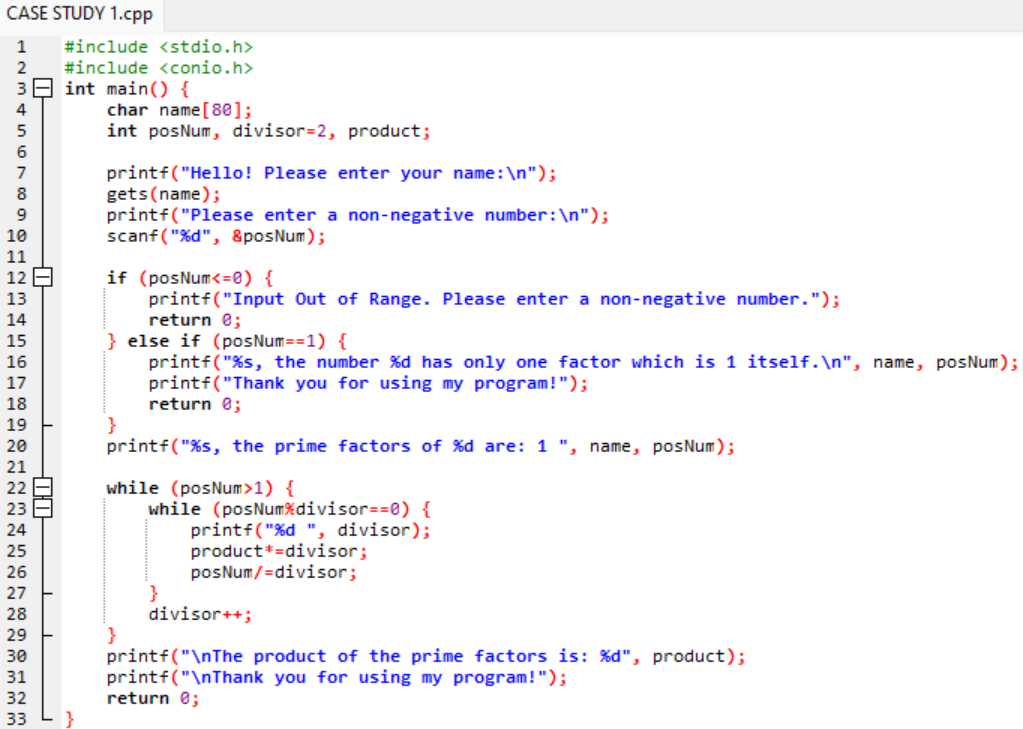 CASE STUDY 1.cpp
1 #include <stdio.h>
2 #include <conio.h>
3 int main() {
4 char name[80];
5 int posNum, divisor=2, product;
6
7 printf("Hello! Please enter your name:\n");
8 gets(name);
9 printf("Please enter a non-negative number:\n");
10 scanf("%d", &posNum);
11
12 if (posNum<=0) {
13 printf("Input Out of Range. Please enter a non-negative number.");
14 return 0;
15 } else if (posNum==1) {
16 printf("%s, the number %d has only one factor which is 1 itself.\n", name, posNum);
17 printf("Thank you for using my program!");
18 return 0;
19 }
20 printf("%s, the prime factors of %d are: 1 ", name, posNum);
21
22 while (posNum>1) {
23 while (posNum%divisor==0) {
24 printf("%d ", divisor);
25 product*=divisor;
26 posNum/=divisor;
27 }
28 divisor++;
29 }
30 printf("\nThe product of the prime factors is: %d", product);
31 printf("\nThank you for using my program!");
32 return 0;
33 }